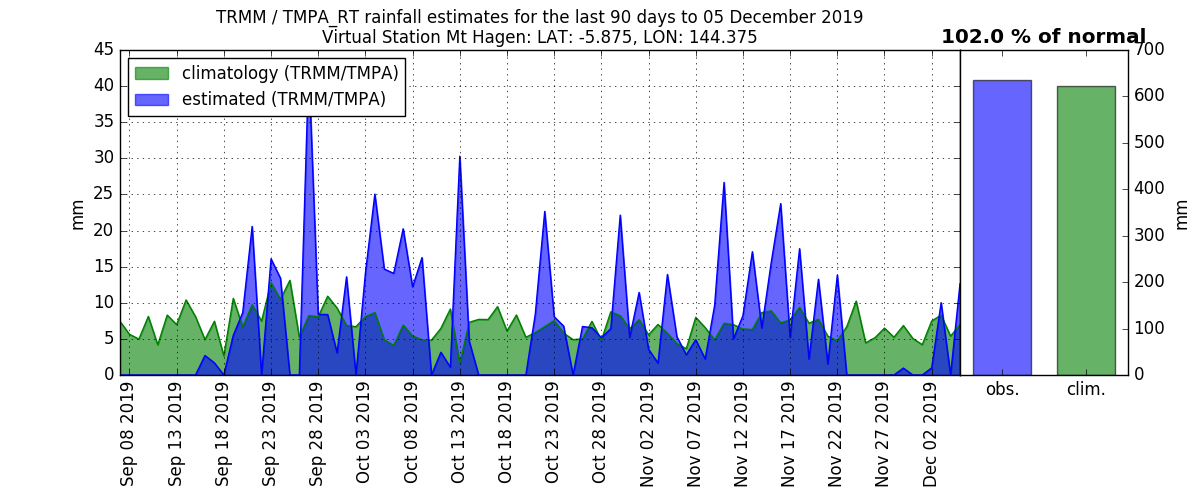 TRMM / TMPA_RT rainfall estimates for the last 90 days to 05 December 2019
Virtual Station Mt Hagen: LAT: -5.875, LON: 144.375
102.0 % of normal
climatology (TRMM/TMPA)
estimated (TRMM/TMPA)
45
40
35
30
25
20
15
10
5
0
mm
Sep 08 2019
Sep 13 2019
Sep 18 2019
Sep 23 2019
Sep 28 2019
Oct 03 2019
Oct 08 2019
Oct 13 2019
Oct 18 2019
Oct 23 2019
Oct 28 2019
Nov 02 2019
Nov 07 2019
Nov 12 2019
Nov 17 2019
Nov 22 2019
Nov 27 2019
Dec 02 2019
obs.
clim.
700
600
500
400
300
200
100
0
mm